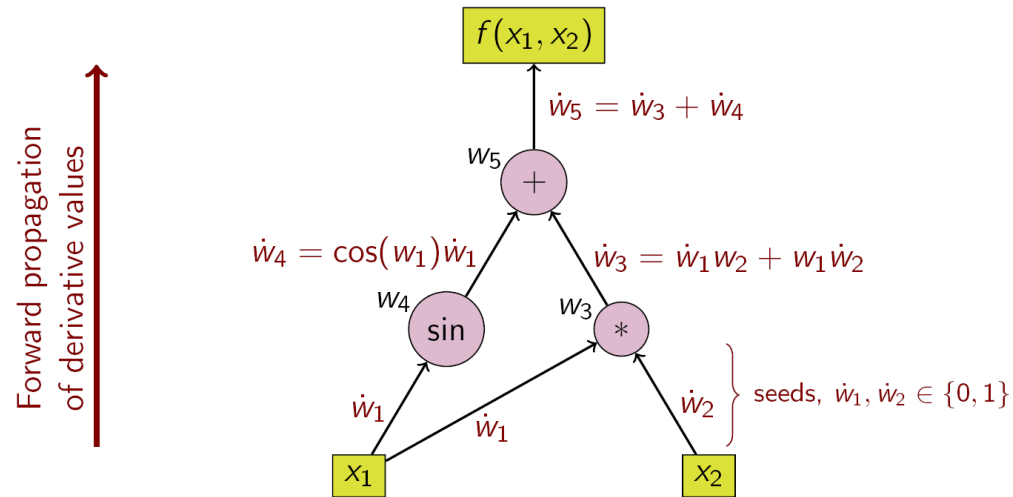 f(x₁, x₂)
ẇ₅ = ẇ₃ + ẇ₄
w₅
+
ẇ₄ = cos(w₁)ẇ₁
ẇ₃ = ẇ₁w₂ + w₁ẇ₂
w₄
sin
w₃
*
ẇ₁
ẇ₁
ẇ₂
seeds, ẇ₁, ẇ₂ ∈ {0, 1}
x₁
x₂
Forward propagation
of derivative values